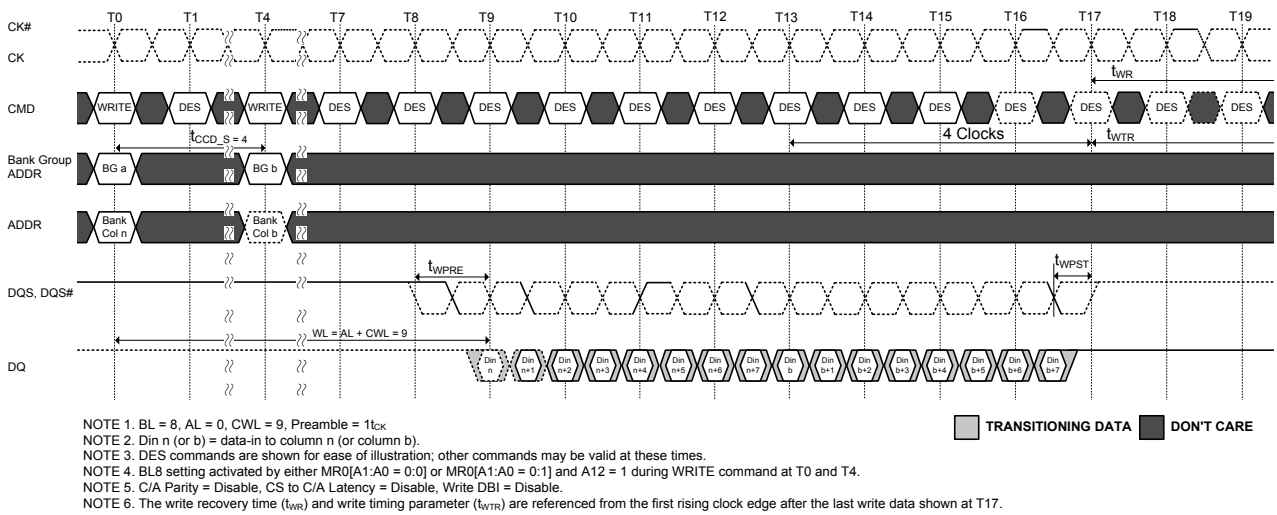 T0 T1 T4 T7 T8 T9 T10 T11 T12 T13 T14 T15 T16 T17 T18 T19
CK#
CK
tWR
CMD WRITE DES WRITE DES DES DES DES DES DES DES DES DES DES DES DES DES
tCCD_S = 4
4 Clocks
tWTR
Bank Group
ADDR
BG a BG b
ADDR
Bank
Col n
Bank
Col b
tWPRE
tWPST
DQS, DQS#
WL = AL + CWL = 9
DQ
Din
n
Din
n+1
Din
n+2
Din
n+3
Din
n+4
Din
n+5
Din
n+6
Din
n+7
Din
b
Din
b+1
Din
b+2
Din
b+3
Din
b+4
Din
b+5
Din
b+6
Din
b+7
NOTE 1. BL = 8, AL = 0, CWL = 9, Preamble = 1tCK
NOTE 2. Din n (or b) = data-in to column n (or column b).
NOTE 3. DES commands are shown for ease of illustration; other commands may be valid at these times.
NOTE 4. BL8 setting activated by either MR0[A1:A0 = 0:0] or MR0[A1:A0 = 0:1] and A12 = 1 during WRITE command at T0 and T4.
NOTE 5. C/A Parity = Disable, CS to C/A Latency = Disable, Write DBI = Disable.
NOTE 6. The write recovery time (tWR) and write timing parameter (tWTR) are referenced from the first rising clock edge after the last write data shown at T17.
TRANSITIONING DATA
DON'T CARE